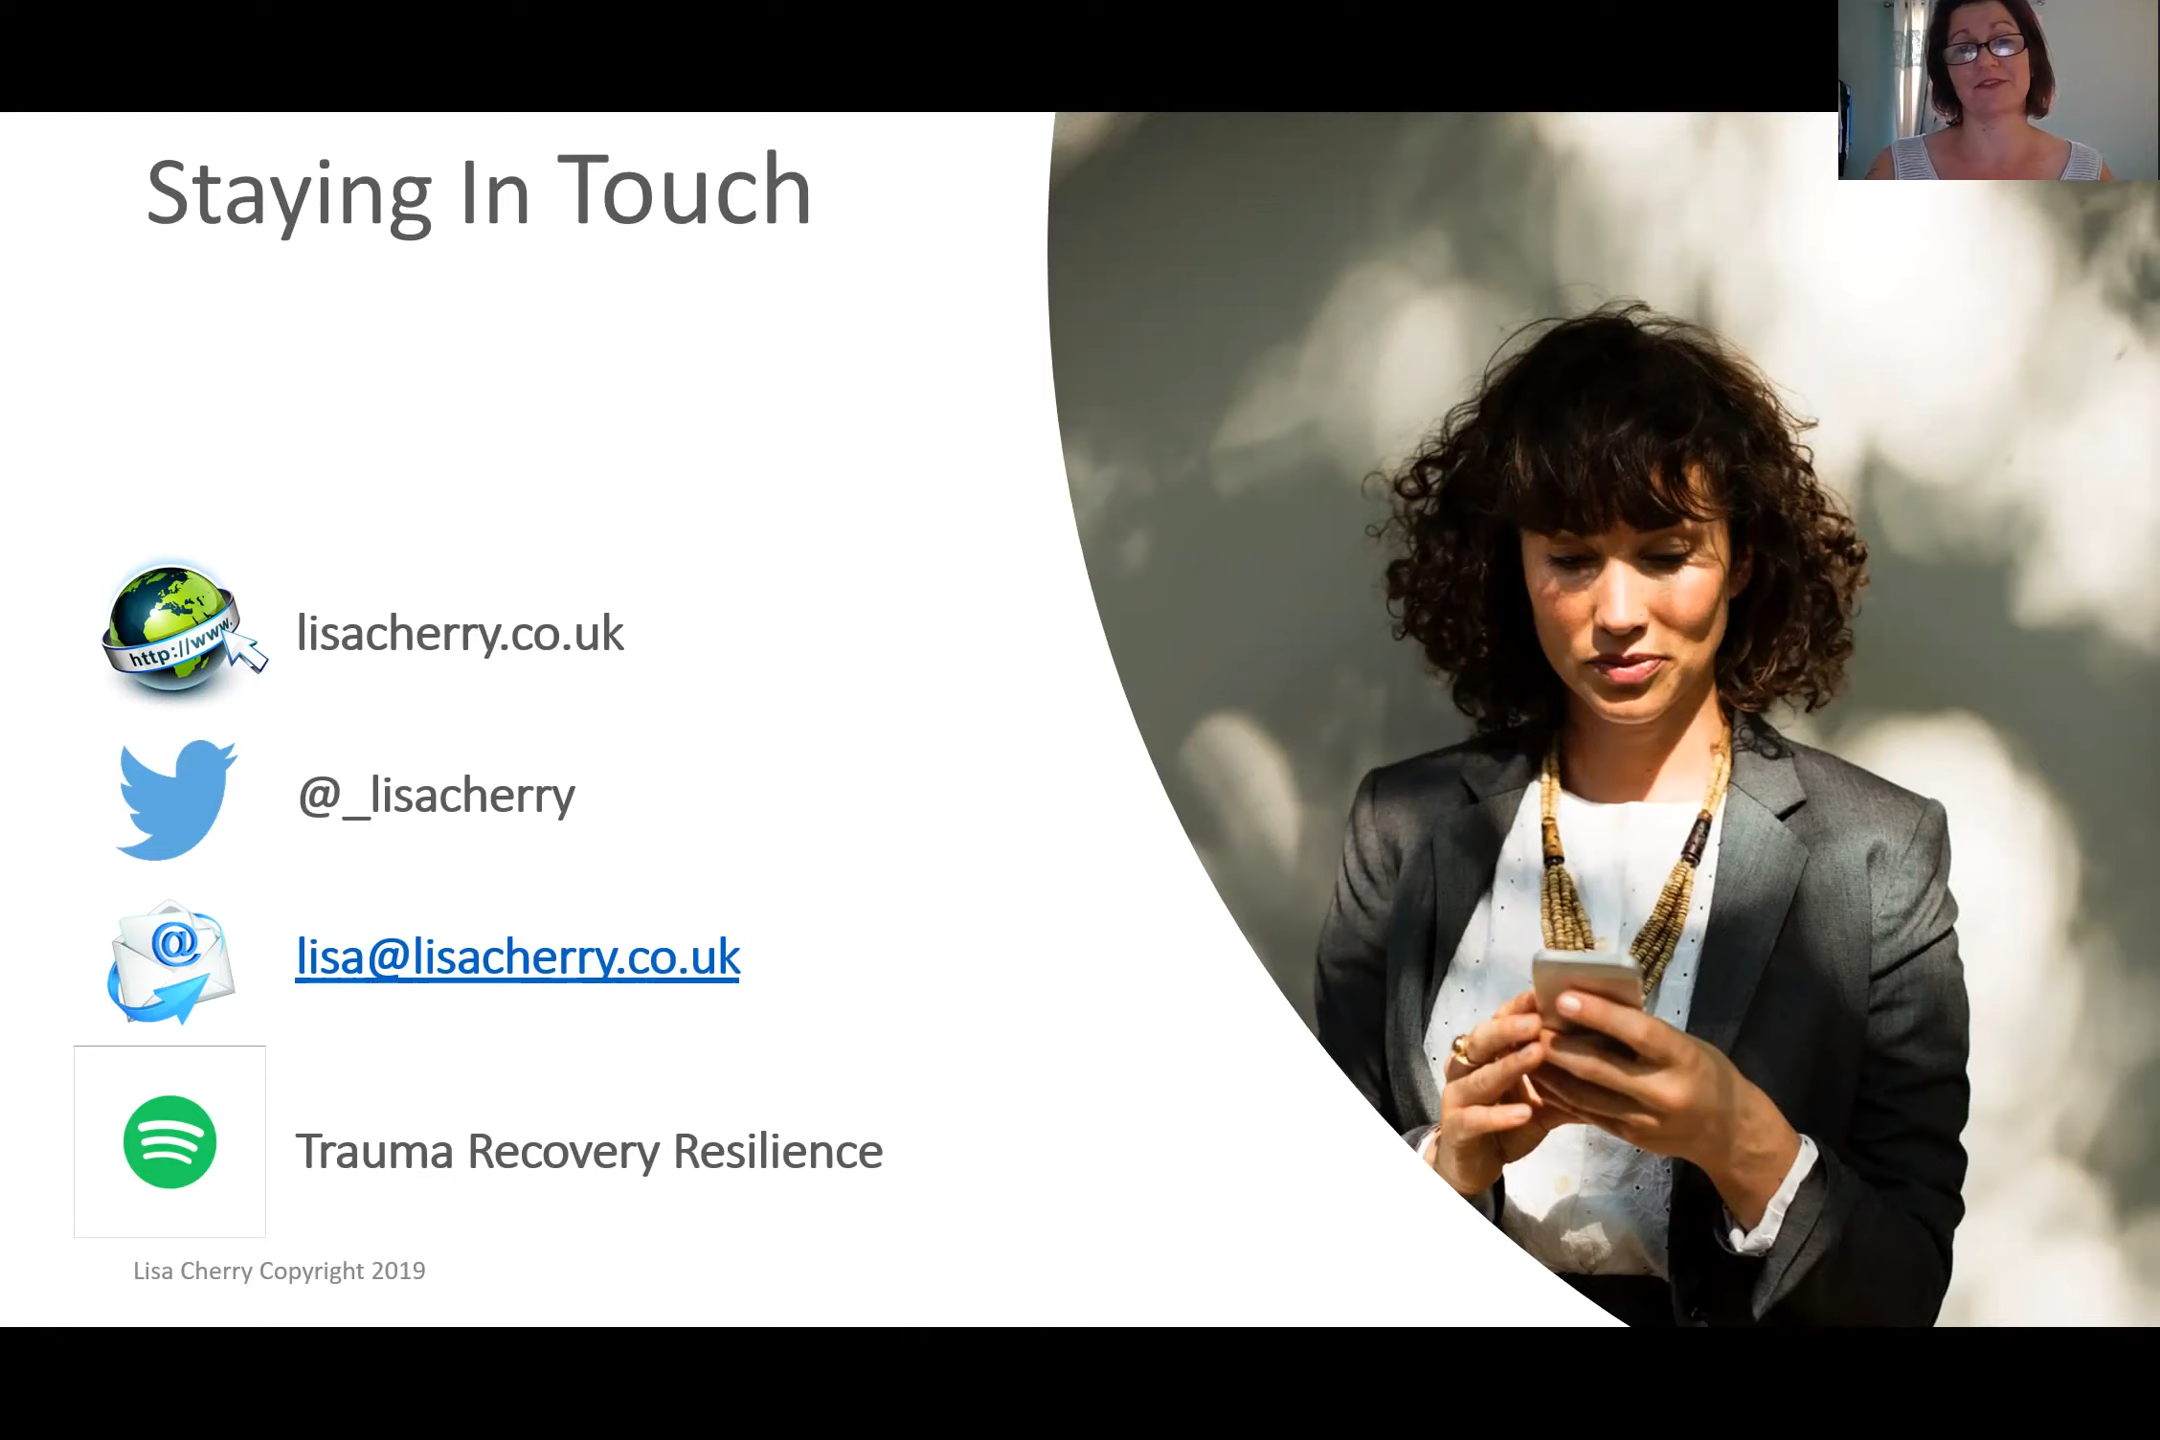 Staying In Touch
http://www.
lisacherry.co.uk
@_lisacherry
@
lisa@lisacherry.co.uk
Trauma Recovery Resilience
Lisa Cherry Copyright 2019